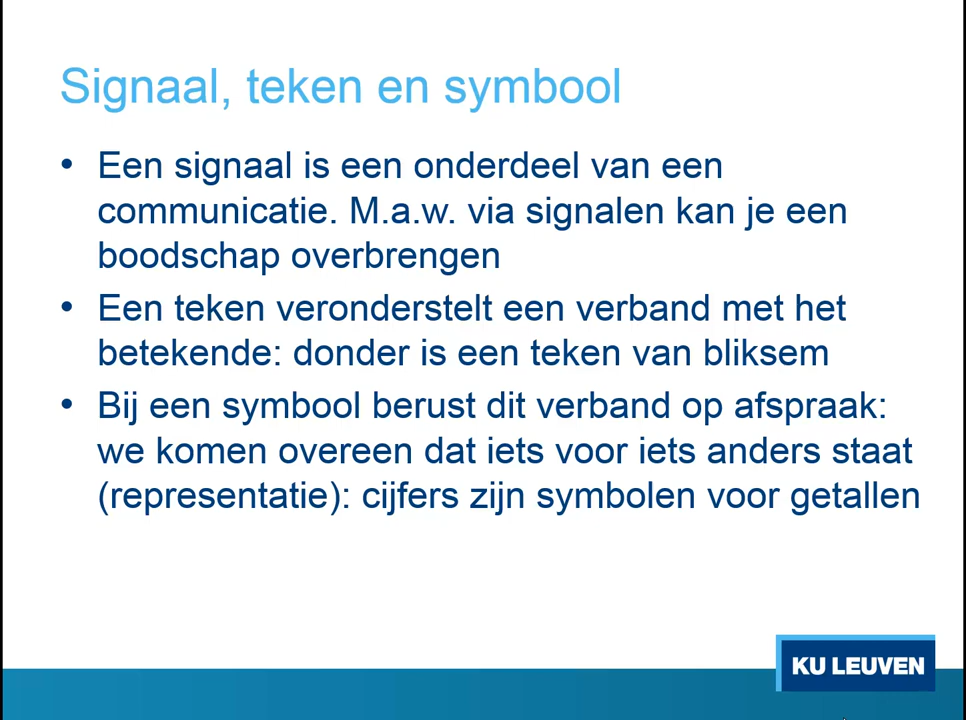 Signaal, teken en symbool
• Een signaal is een onderdeel van een
communicatie. M.a.w. via signalen kan je een
boodschap overbrengen
• Een teken veronderstelt een verband met het
betekende: donder is een teken van bliksem
• Bij een symbool berust dit verband op afspraak:
we komen overeen dat iets voor iets anders staat
(representatie): cijfers zijn symbolen voor getallen
KU LEUVEN